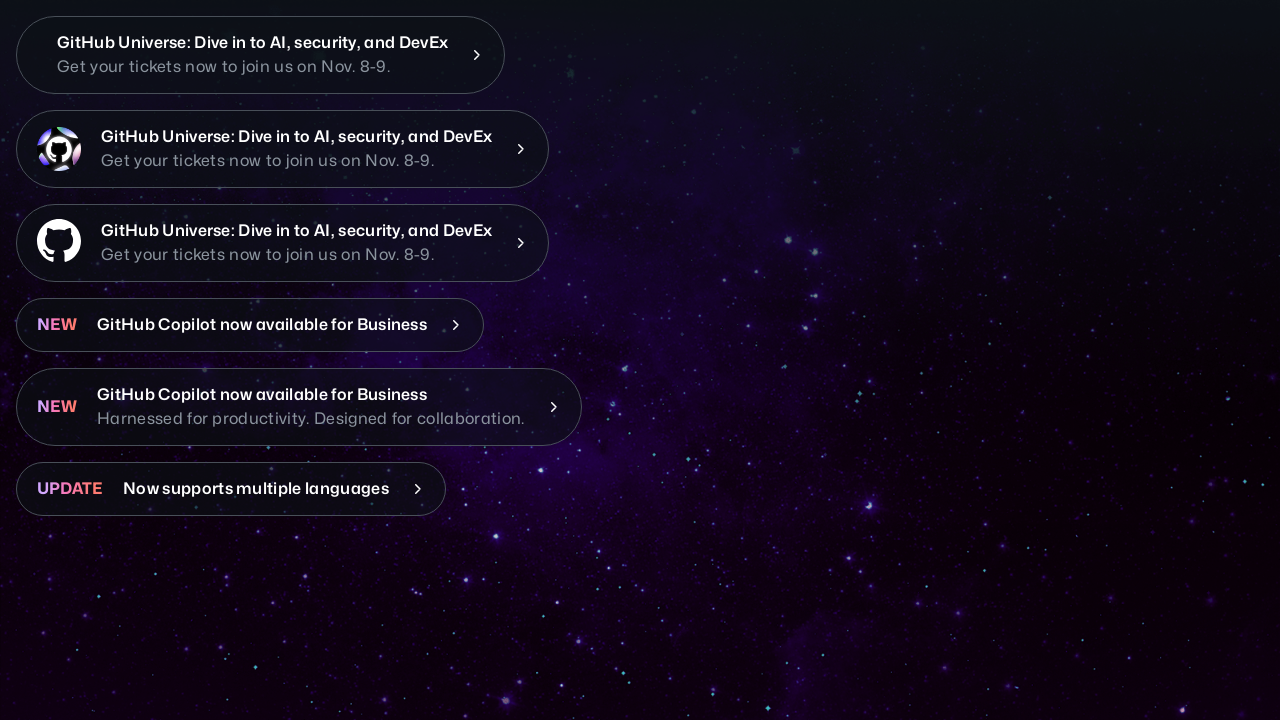 GitHub Universe: Dive in to AI, security, and DevEx
Get your tickets now to join us on Nov. 8-9.
GitHub Universe: Dive in to AI, security, and DevEx
Get your tickets now to join us on Nov. 8-9.
GitHub Universe: Dive in to AI, security, and DevEx
Get your tickets now to join us on Nov. 8-9.
NEW GitHub Copilot now available for Business
NEW GitHub Copilot now available for Business
Harnessed for productivity. Designed for collaboration.
UPDATE Now supports multiple languages